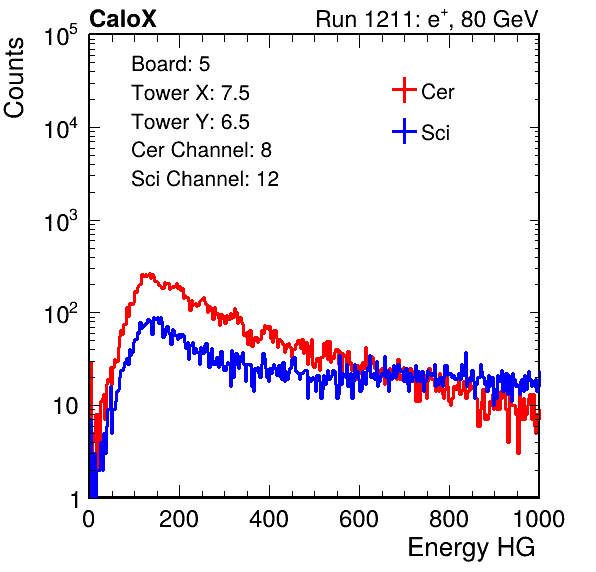 CaloX Run 1211: e⁺, 80 GeV
Counts
10⁵
10⁴
10³
10²
10
1
Board: 5
Tower X: 7.5
Tower Y: 6.5
Cer Channel: 8
Sci Channel: 12
Cer
Sci
0 200 400 600 800 1000
Energy HG